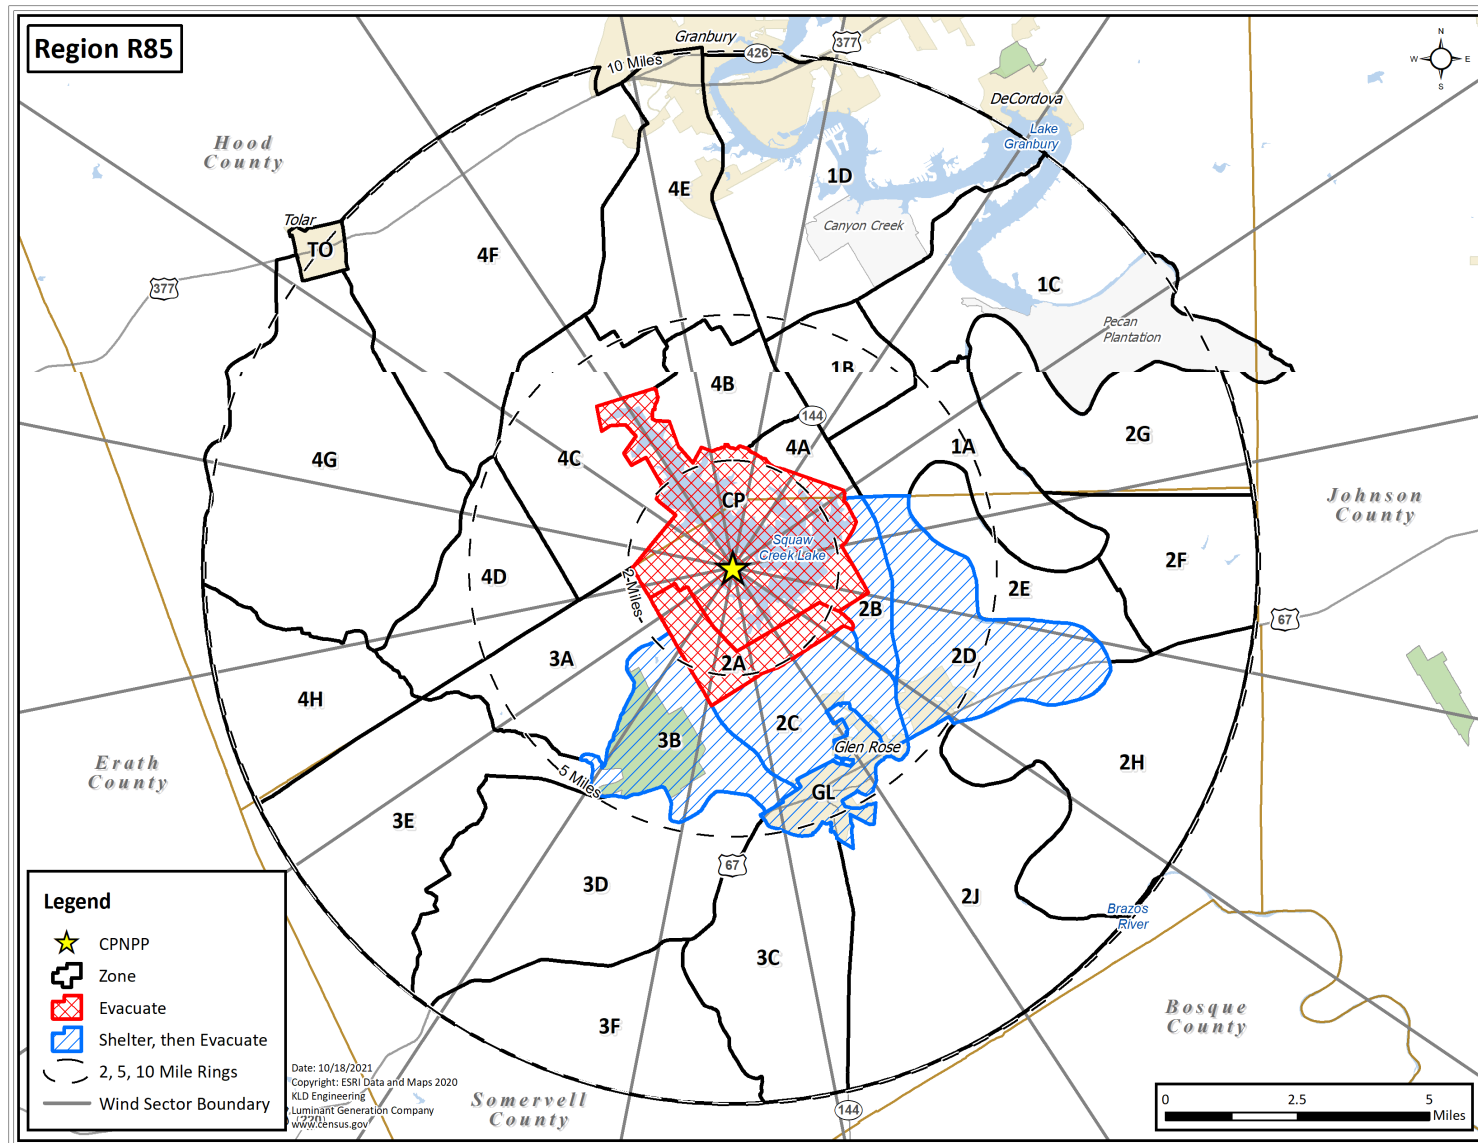 Region R85
Granbury
426
377
10 Miles
N
W
E
S
DeCordova
Lake
Granbury
Hood
County
4E
1D
Tolar
TO
4F
Canyon Creek
377
1C
Pecan
Plantation
1B
4B
144
4A
1A
2G
4C
4G
CP
Johnson
County
Squaw
Creek Lake
2F
4D
2 Miles
2E
2B
67
3A
2A
2D
4H
2C
3B
Glen Rose
Erath
County
2H
5 Miles
GL
3E
67
3D
2J
Brazos
River
3C
Bosque
County
3F
Legend
CPNPP
Zone
Evacuate
Shelter, then Evacuate
2, 5, 10 Mile Rings
Wind Sector Boundary
220
Date: 10/18/2021
Copyright: ESRI Data and Maps 2020
KLD Engineering
Luminant Generation Company
www.census.gov
Somervell
County
144
0
2.5
5
Miles